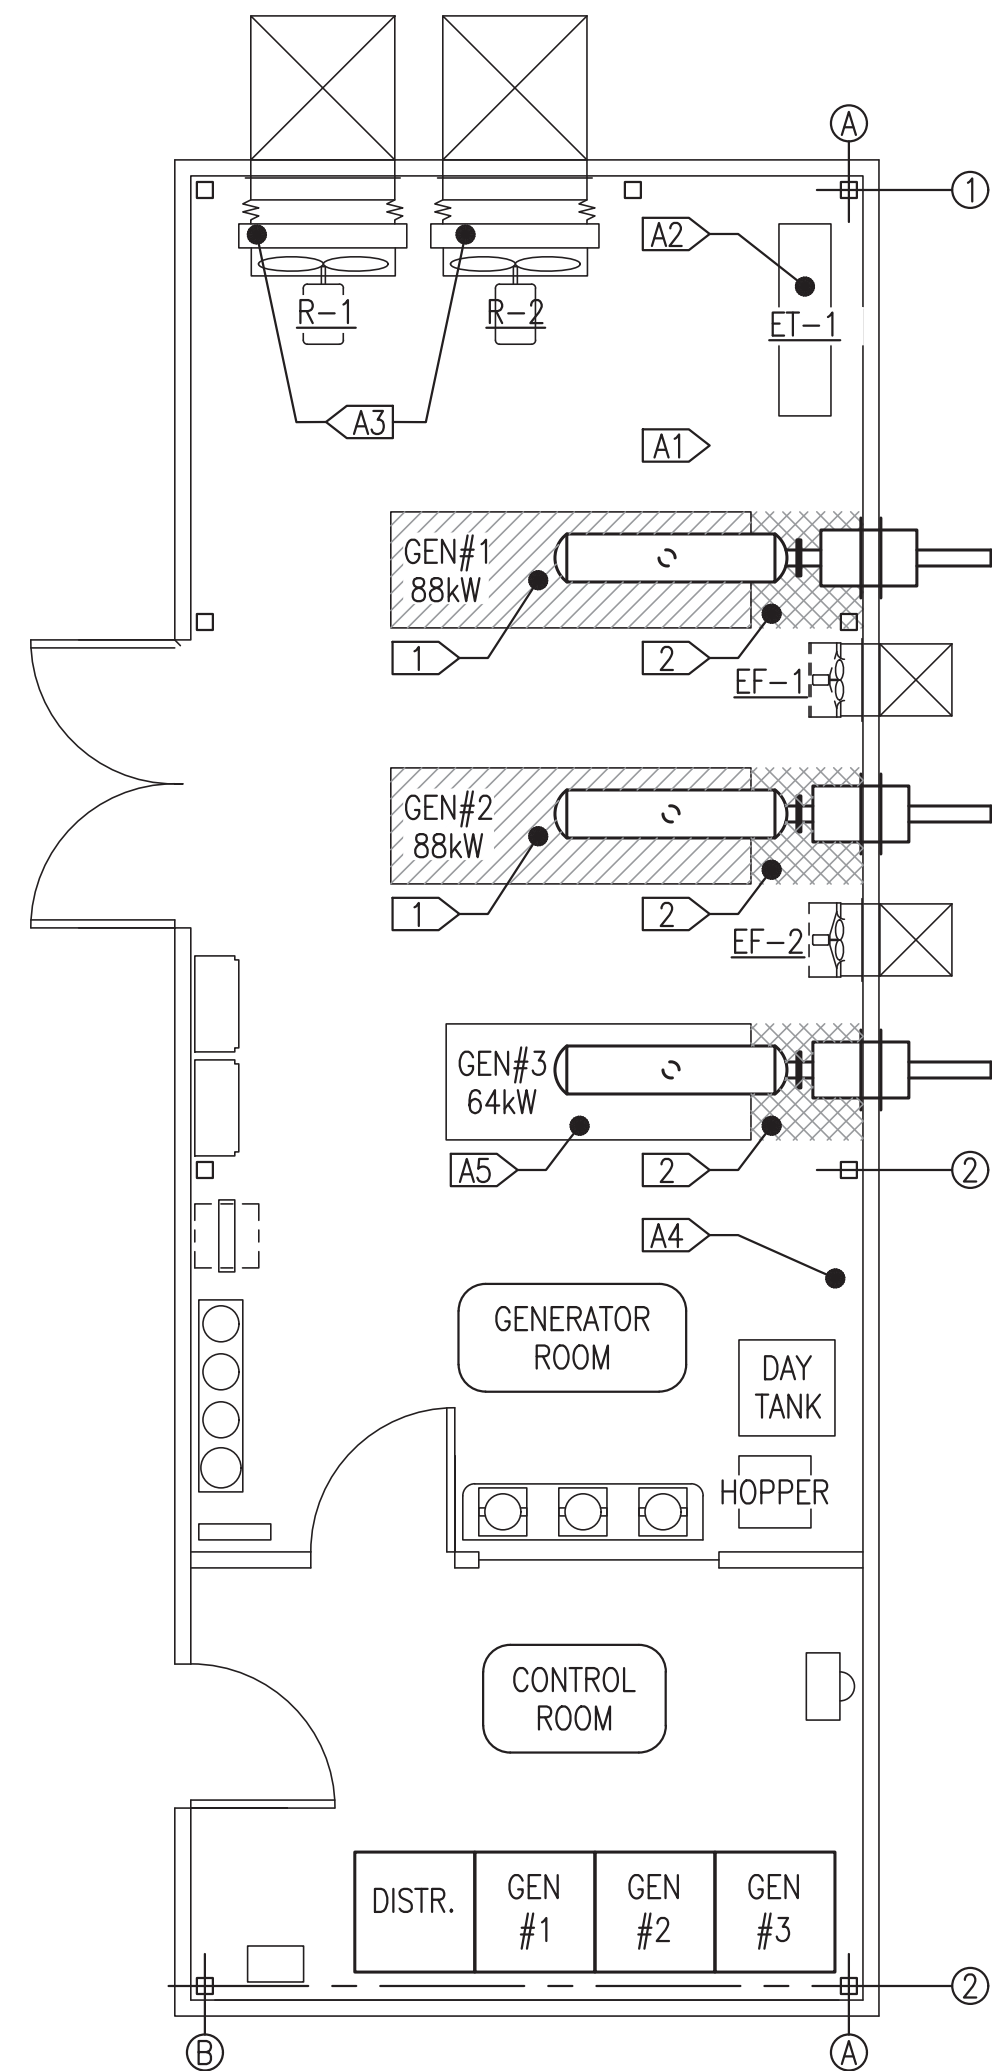 A
1
A2
R-1
R-2
ET-1
A3
A1
GEN#1
88kW
1
2
EF-1
GEN#2
88kW
1
2
EF-2
GEN#3
64kW
A5
2
2
A4
GENERATOR
ROOM
DAY
TANK
HOPPER
CONTROL
ROOM
DISTR.
GEN
#1
GEN
#2
GEN
#3
2
B
A